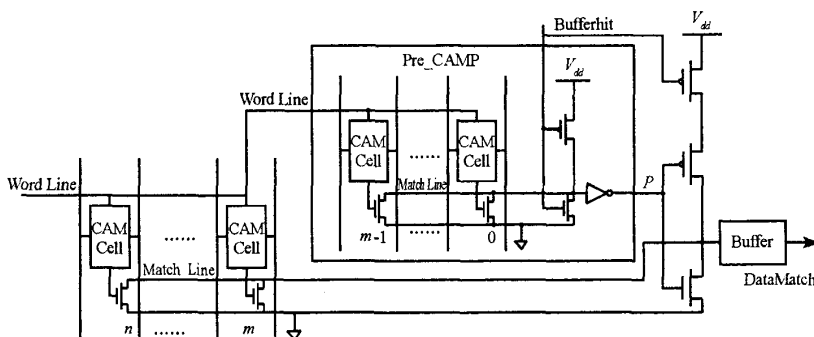 Bufferhit
V_dd
Pre_CAMP
V_dd
Word Line
CAM
Cell
......
CAM
Cell
Word Line
Match Line
P
CAM
Cell
......
CAM
Cell
m-1
......
0
Buffer
Match Line
DataMatch
n
......
m